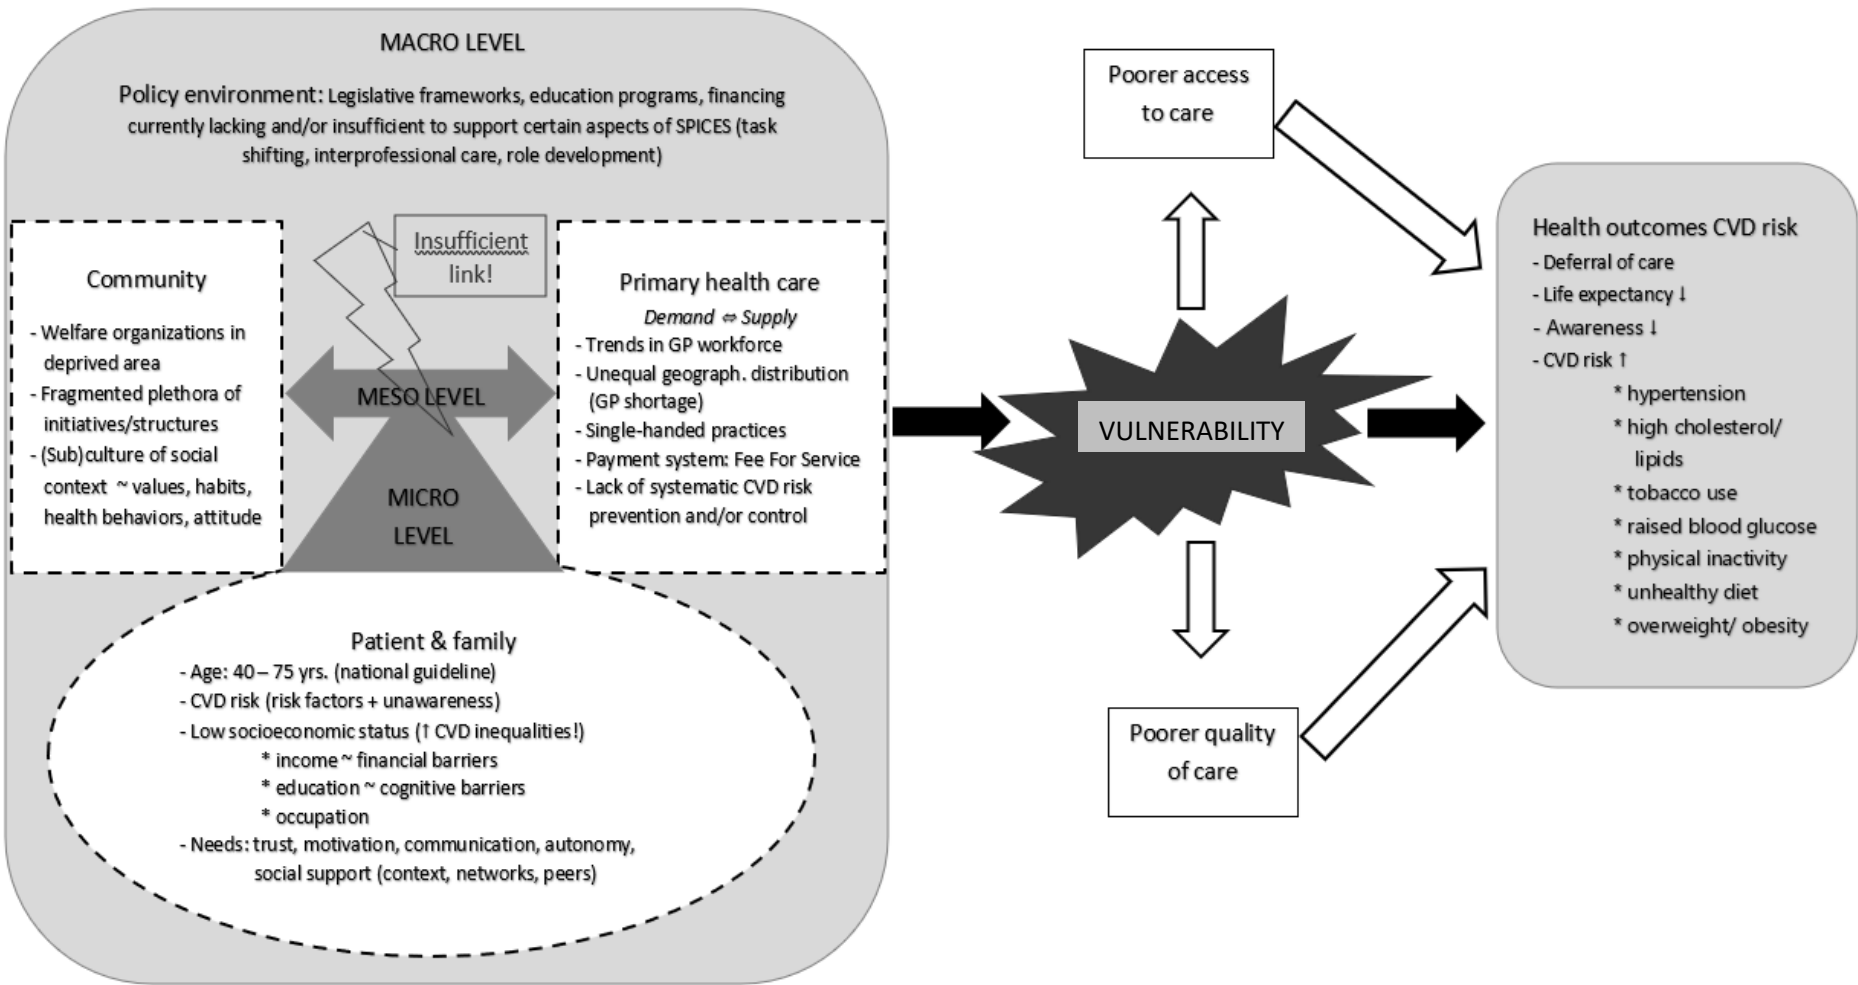 MACRO LEVEL
Policy environment: Legislative frameworks, education programs, financing
currently lacking and/or insufficient to support certain aspects of SPICES (task
shifting, interprofessional care, role development)
Community
- Welfare organizations in
deprived area
- Fragmented plethora of
initiatives/structures
- (Sub)culture of social
context ~ values, habits,
health behaviors, attitude
Insufficient
link!
MESO LEVEL
MICRO
LEVEL
Primary health care
Demand ⇔ Supply
- Trends in GP workforce
- Unequal geograph. distribution
(GP shortage)
- Single-handed practices
- Payment system: Fee For Service
- Lack of systematic CVD risk
prevention and/or control
Patient & family
- Age: 40 – 75 yrs. (national guideline)
- CVD risk (risk factors + unawareness)
- Low socioeconomic status (↑ CVD inequalities!)
* income ~ financial barriers
* education ~ cognitive barriers
* occupation
- Needs: trust, motivation, communication, autonomy,
social support (context, networks, peers)
Poorer access
to care
VULNERABILITY
Poorer quality
of care
Health outcomes CVD risk
- Deferral of care
- Life expectancy ↓
- Awareness ↓
- CVD risk ↑
* hypertension
* high cholesterol/
lipids
* tobacco use
* raised blood glucose
* physical inactivity
* unhealthy diet
* overweight/ obesity